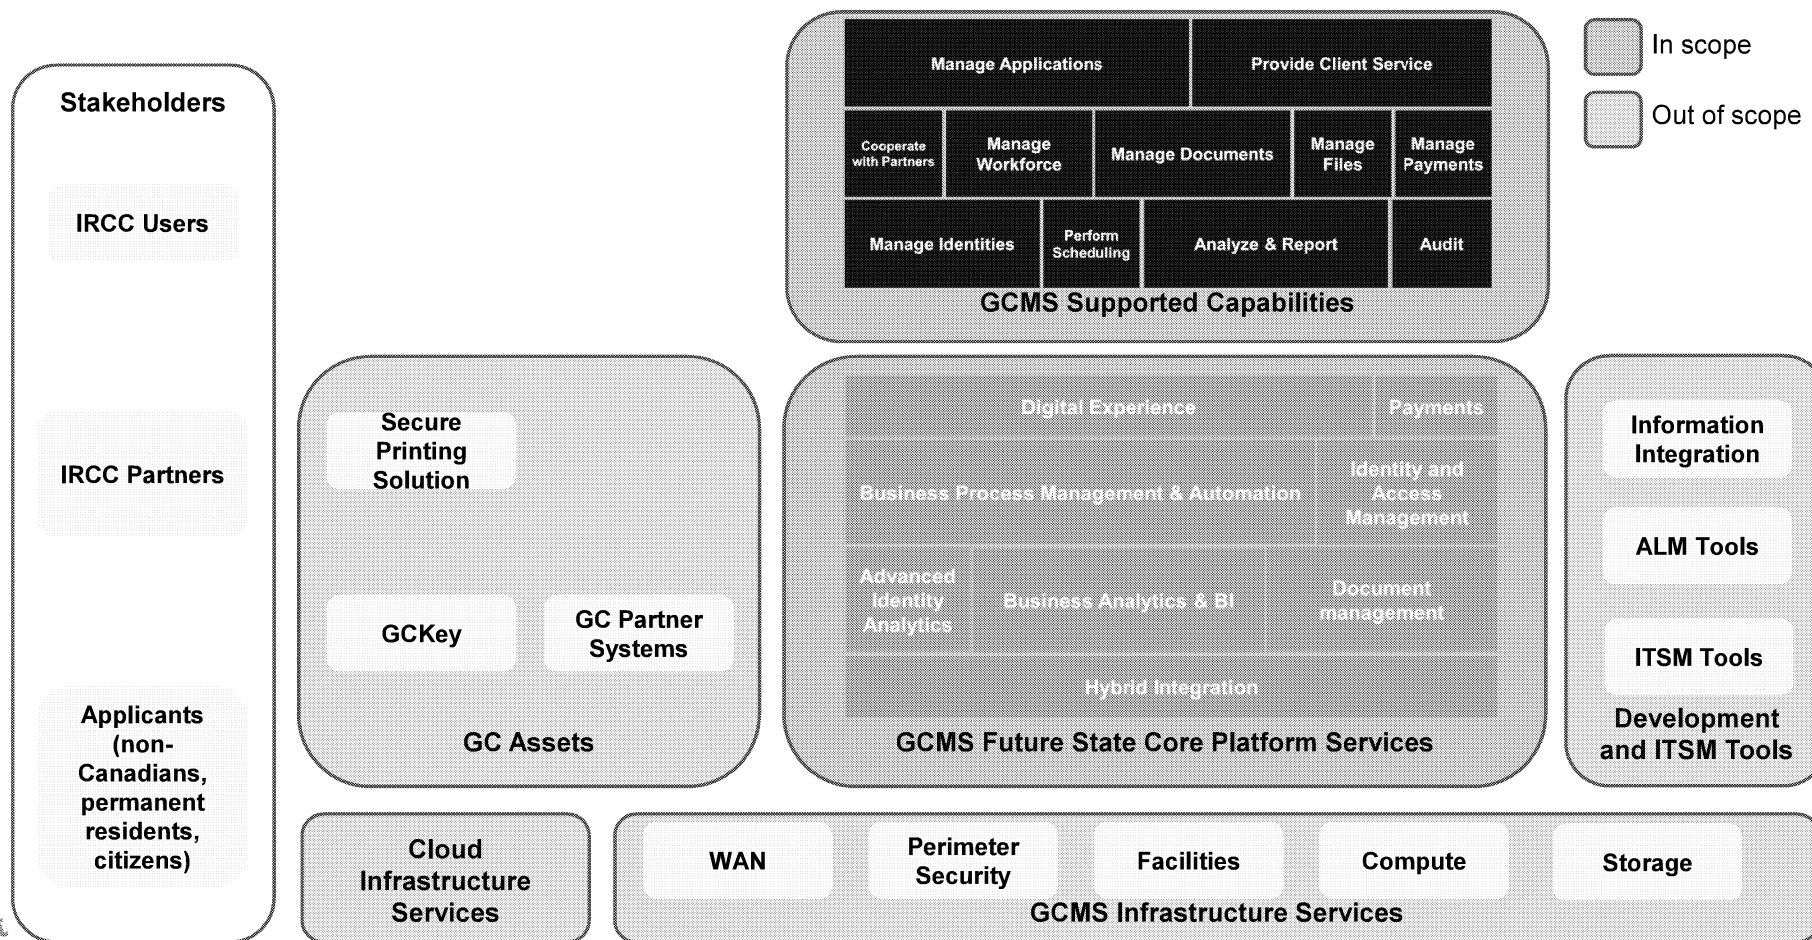 In scope
Out of scope
Stakeholders
IRCC Users
IRCC Partners
Applicants
(non-
Canadians,
permanent
residents,
citizens)
Manage Applications
Provide Client Service
Cooperate
with Partners
Manage
Workforce
Manage Documents
Manage
Files
Manage
Payments
Manage Identities
Perform
Scheduling
Analyze & Report
Audit
GCMS Supported Capabilities
Secure
Printing
Solution
GCKey
GC Partner
Systems
GC Assets
Digital Experience
Payments
Business Process Management & Automation
Identity and
Access
Management
Advanced
Identity
Analytics
Business Analytics & BI
Document
management
Hybrid Integration
GCMS Future State Core Platform Services
Information
Integration
ALM Tools
ITSM Tools
Development
and ITSM Tools
Cloud
Infrastructure
Services
WAN
Perimeter
Security
Facilities
Compute
Storage
GCMS Infrastructure Services